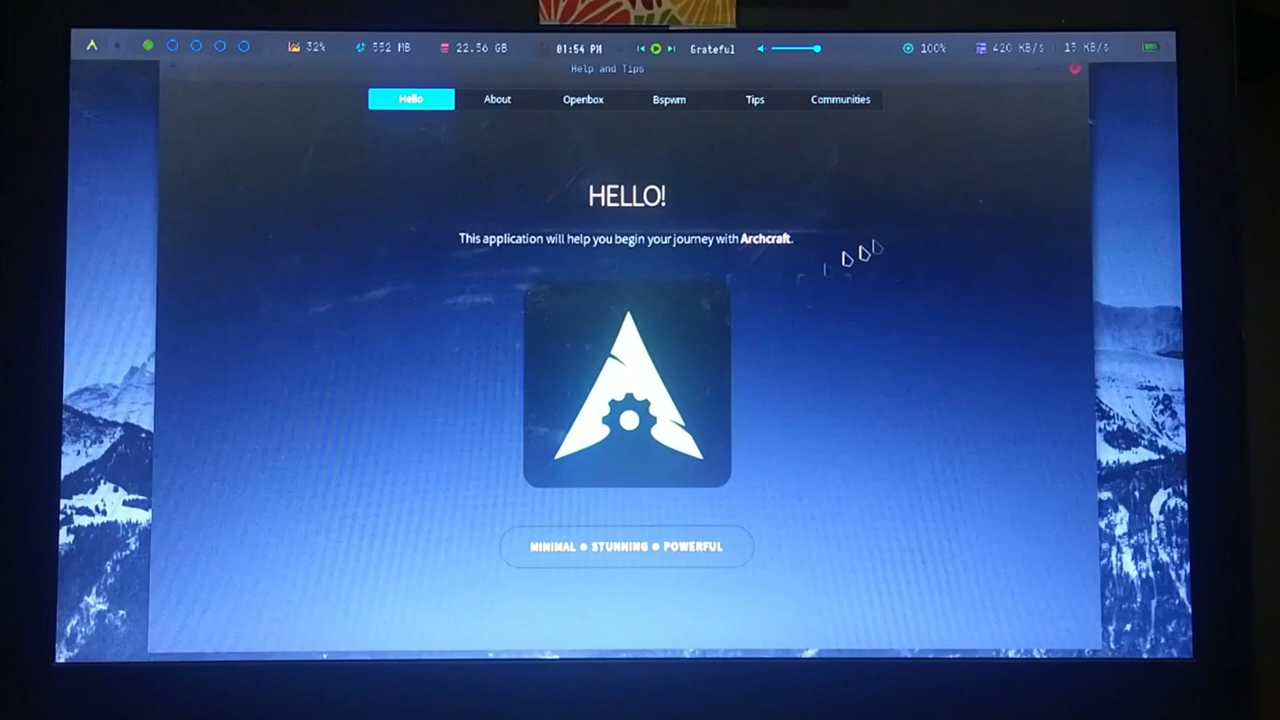 32% 552 MB 22.56 GB 01:54 PM Grateful 100% 420 KB/s 15 KB/s
Help and Tips
Hello About Openbox Bspwm Tips Communities
HELLO!
This application will help you begin your journey with Archcraft.
MINIMAL ● STUNNING ● POWERFUL